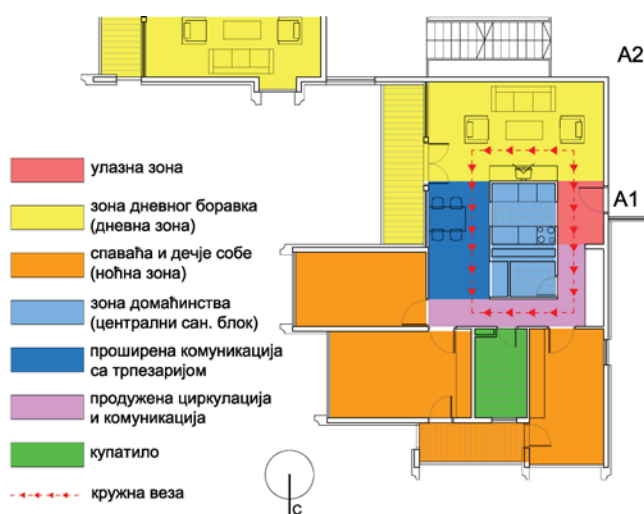 A2
A1
улазна зона
зона дневног боравка
(дневна зона)
спаваћа и дечје собе
(ноћна зона)
зона домаћинства
(централни сан. блок)
проширена комуникација
са трпезаријом
продужена циркулација
и комуникација
купатило
кружна веза
С